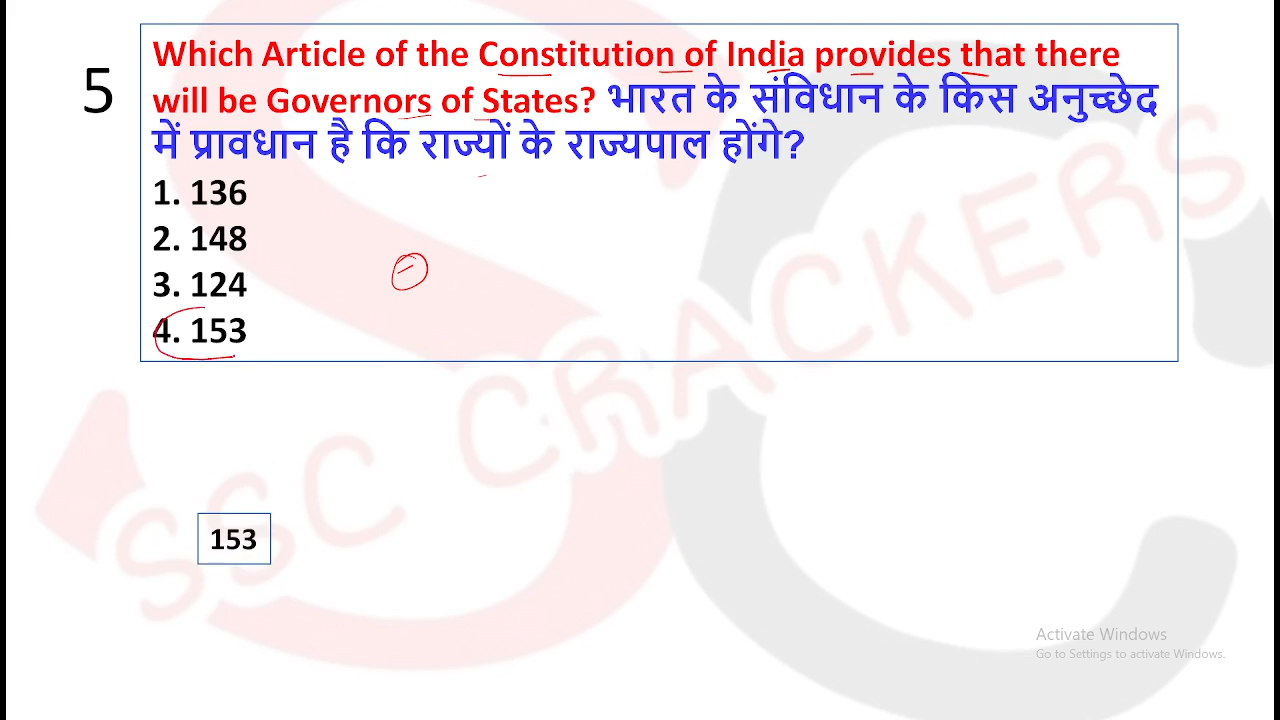 5
Which Article of the Constitution of India provides that there
will be Governors of States? भारत के संविधान के किस अनुच्छेद
में प्रावधान है कि राज्यों के राज्यपाल होंगे?
1. 136
2. 148
3. 124
4. 153
SSC CRACKERS
153
Activate Windows
Go to Settings to activate Windows.